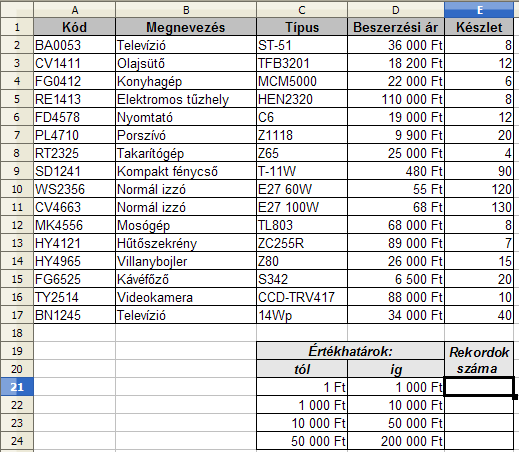 A B C D E
1 Kód Megnevezés Típus Beszerzési ár Készlet
2 BA0053 Televízió ST-51 36 000 Ft 8
3 CV1411 Olajsütő TFB3201 18 200 Ft 12
4 FG0412 Konyhagép MCM5000 22 000 Ft 6
5 RE1413 Elektromos tűzhely HEN2320 110 000 Ft 8
6 FD4578 Nyomtató C6 19 000 Ft 12
7 PL4710 Porszívó Z1118 9 900 Ft 20
8 RT2325 Takarítógép Z65 25 000 Ft 4
9 SD1241 Kompakt fénycső T-11W 480 Ft 90
10 WS2356 Normál izzó E27 60W 55 Ft 120
11 CV4663 Normál izzó E27 100W 68 Ft 130
12 MK4556 Mosógép TL803 68 000 Ft 8
13 HY4121 Hűtőszekrény ZC255R 89 000 Ft 7
14 HY4965 Villanybojler Z80 26 000 Ft 15
15 FG6525 Kávéfőző S342 6 500 Ft 20
16 TY2514 Videokamera CCD-TRV417 88 000 Ft 10
17 BN1245 Televízió 14Wp 34 000 Ft 40
18
19 Értékhatárok: Rekordok
20 tól ig száma
21 1 Ft 1 000 Ft
22 1 000 Ft 10 000 Ft
23 10 000 Ft 50 000 Ft
24 50 000 Ft 200 000 Ft